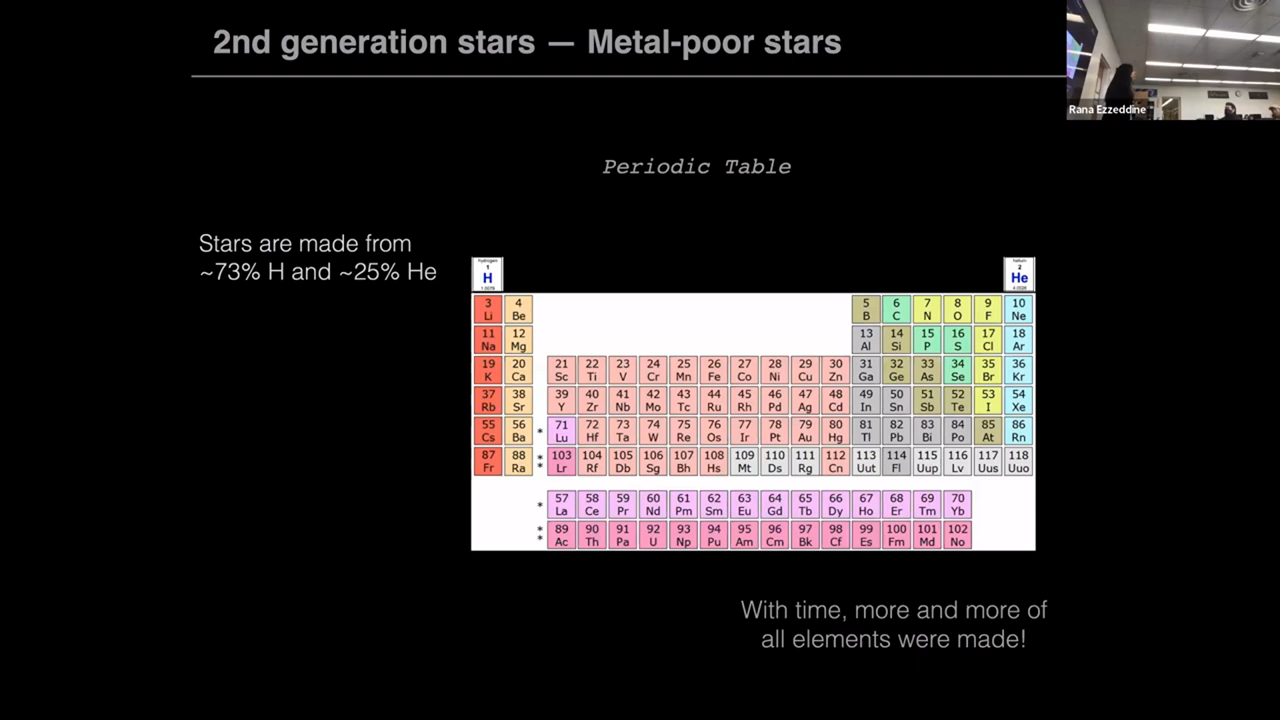 2nd generation stars — Metal-poor stars
Rana Ezzeddine
Periodic Table
Stars are made from
~73% H and ~25% He
hydrogen helium
1 2
H He
1.0079 4.0026
3 4 5 6 7 8 9 10
Li Be B C N O F Ne
11 12 13 14 15 16 17 18
Na Mg Al Si P S Cl Ar
19 20 21 22 23 24 25 26 27 28 29 30 31 32 33 34 35 36
K Ca Sc Ti V Cr Mn Fe Co Ni Cu Zn Ga Ge As Se Br Kr
37 38 39 40 41 42 43 44 45 46 47 48 49 50 51 52 53 54
Rb Sr Y Zr Nb Mo Tc Ru Rh Pd Ag Cd In Sn Sb Te I Xe
55 56 * 71 72 73 74 75 76 77 78 79 80 81 82 83 84 85 86
Cs Ba Lu Hf Ta W Re Os Ir Pt Au Hg Tl Pb Bi Po At Rn
87 88 * 103 104 105 106 107 108 109 110 111 112 113 114 115 116 117 118
Fr Ra * Lr Rf Db Sg Bh Hs Mt Ds Rg Cn Uut Fl Uup Lv Uus Uuo
* 57 58 59 60 61 62 63 64 65 66 67 68 69 70
La Ce Pr Nd Pm Sm Eu Gd Tb Dy Ho Er Tm Yb
* 89 90 91 92 93 94 95 96 97 98 99 100 101 102
* Ac Th Pa U Np Pu Am Cm Bk Cf Es Fm Md No
With time, more and more of
all elements were made!